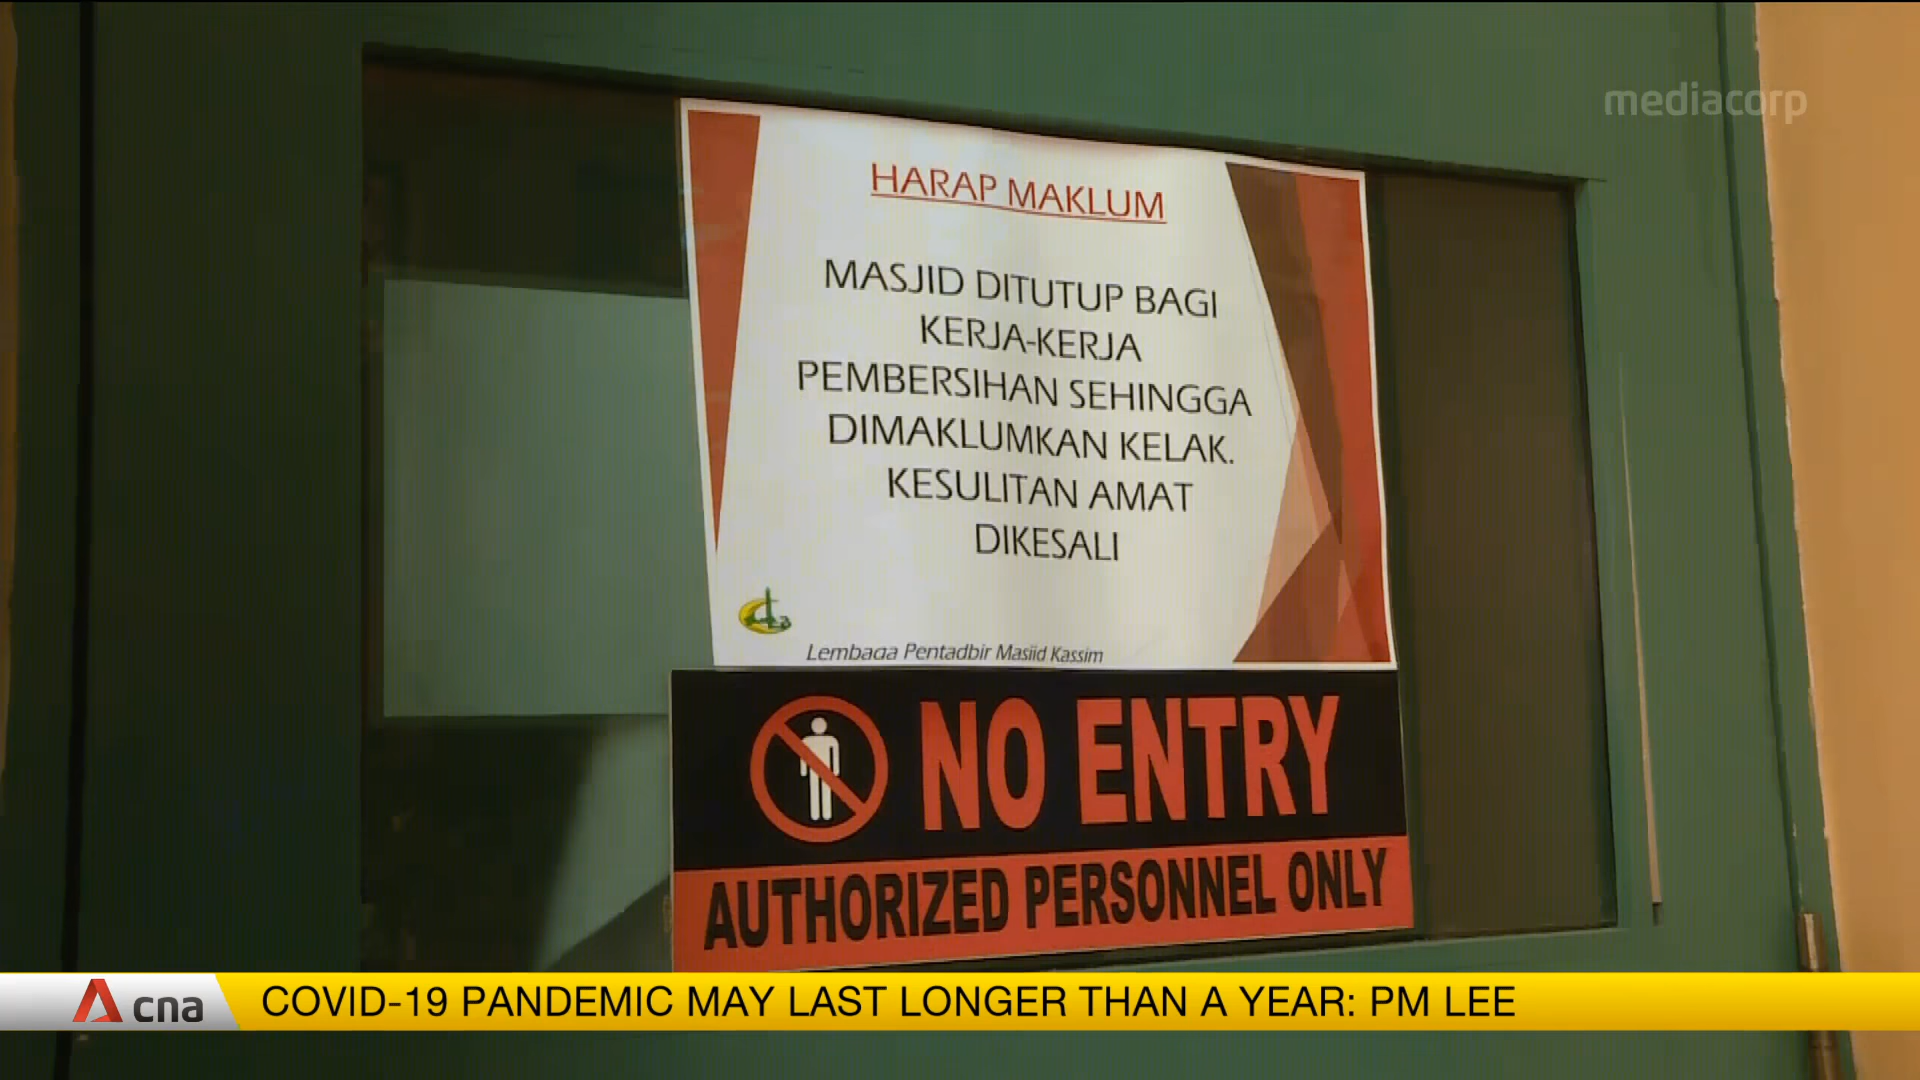 mediacorp
HARAP MAKLUM
MASJID DITUTUP BAGI
KERJA-KERJA
PEMBERSIHAN SEHINGGA
DIMAKLUMKAN KELAK.
KESULITAN AMAT
DIKESALI
Lembaga Pentadbir Masjid Kassim
NO ENTRY
AUTHORIZED PERSONNEL ONLY
cna COVID-19 PANDEMIC MAY LAST LONGER THAN A YEAR: PM LEE